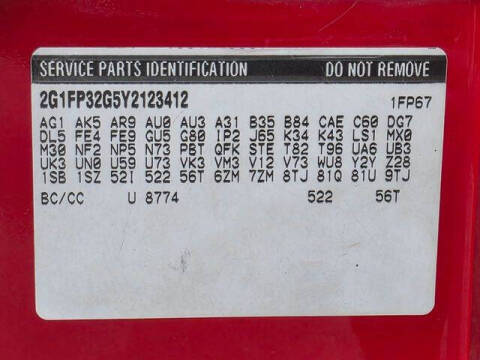 SERVICE PARTS IDENTIFICATION DO NOT REMOVE
2G1FP32G5Y2123412 1FP67
AG1 AK5 AR9 AU0 AU3 A31 B35 B84 CAE C60 DG7
DL5 FE4 FE9 GU5 G80 IP2 J65 K34 K43 LS1 MX0
M30 NF2 NP5 N73 PBT QFK STE T82 T96 UA6 UB3
UK3 UN0 U59 U73 VK3 VM3 V12 V73 WU8 Y2Y Z28
1SB 1SZ 52I 522 56T 6ZM 7ZM 8TJ 81Q 81U 9TJ
BC/CC U 8774 522 56T